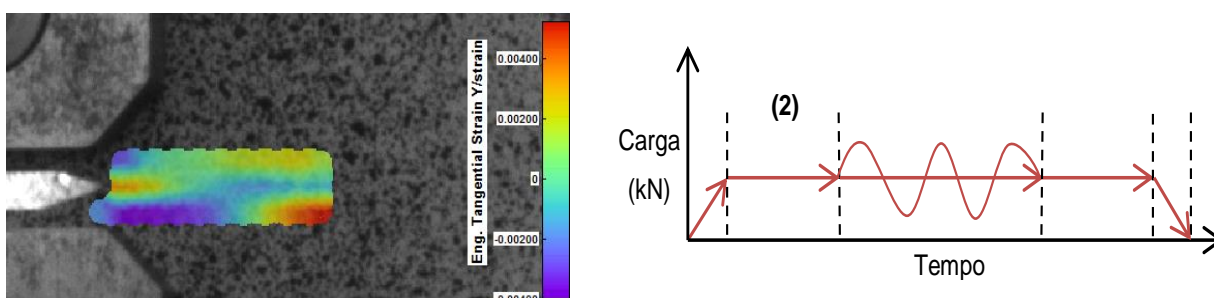 Eng. Tangential Strain Y/strain
0.00400
0.00200
0
-0.00200
(2)
Carga
(kN)
Tempo